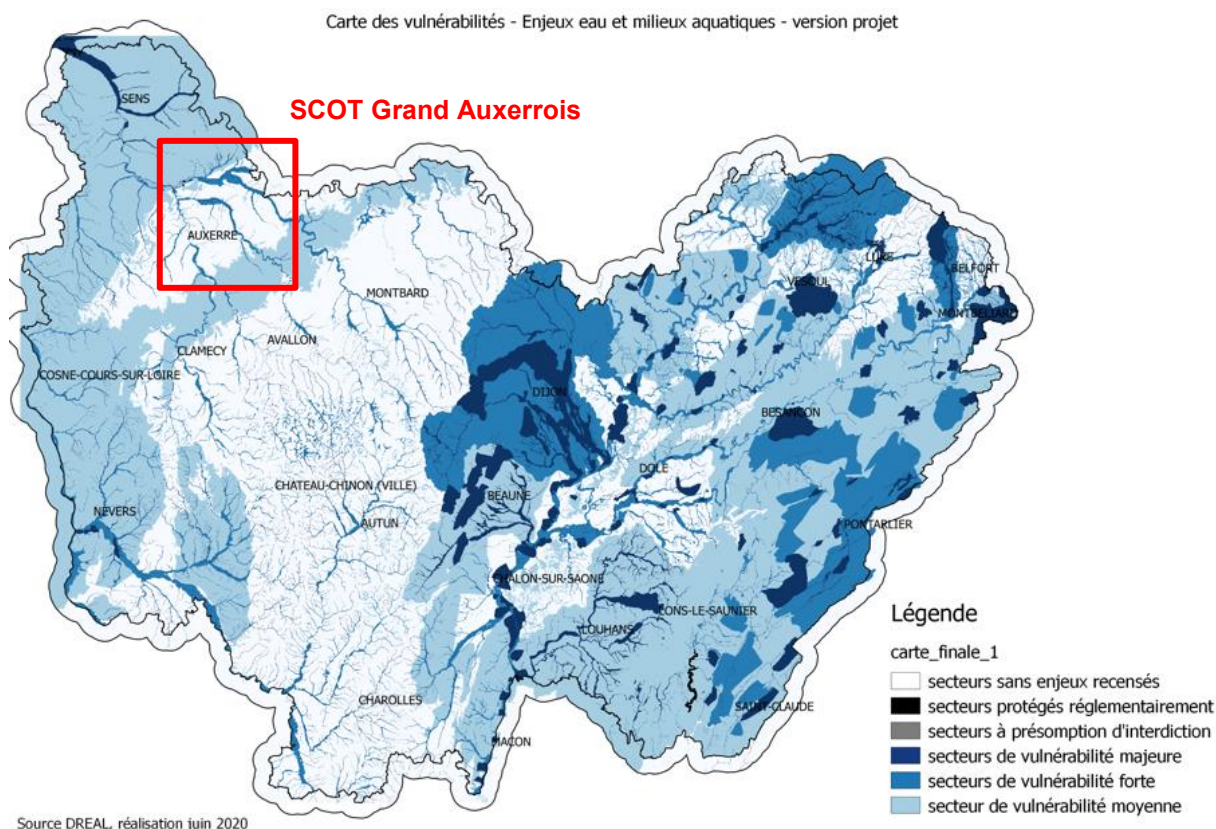 Carte des vulnérabilités - Enjeux eau et milieux aquatiques - version projet
SENS
SCOT Grand Auxerrois
AUXERRE
MONTBARD
AVALLON
CLAMECY
COSNE-COURS-SUR-LOIRE
VESOUL
LURE
BELFORT
MONTBELIARD
DIJON
BESANCON
DOLE
CHATEAU-CHINON (VILLE)
BEAUNE
NEVERS
AUTUN
PONTARLIER
CHALON-SUR-SAONE
LONS-LE-SAUNIER
LOUHANS
CHAROLLES
SAINT-CLAUDE
MACON
Légende
carte_finale_1
secteurs sans enjeux recensés
secteurs protégés réglementairement
secteurs à présomption d'interdiction
secteurs de vulnérabilité majeure
secteurs de vulnérabilité forte
secteur de vulnérabilité moyenne
Source DREAL, réalisation juin 2020